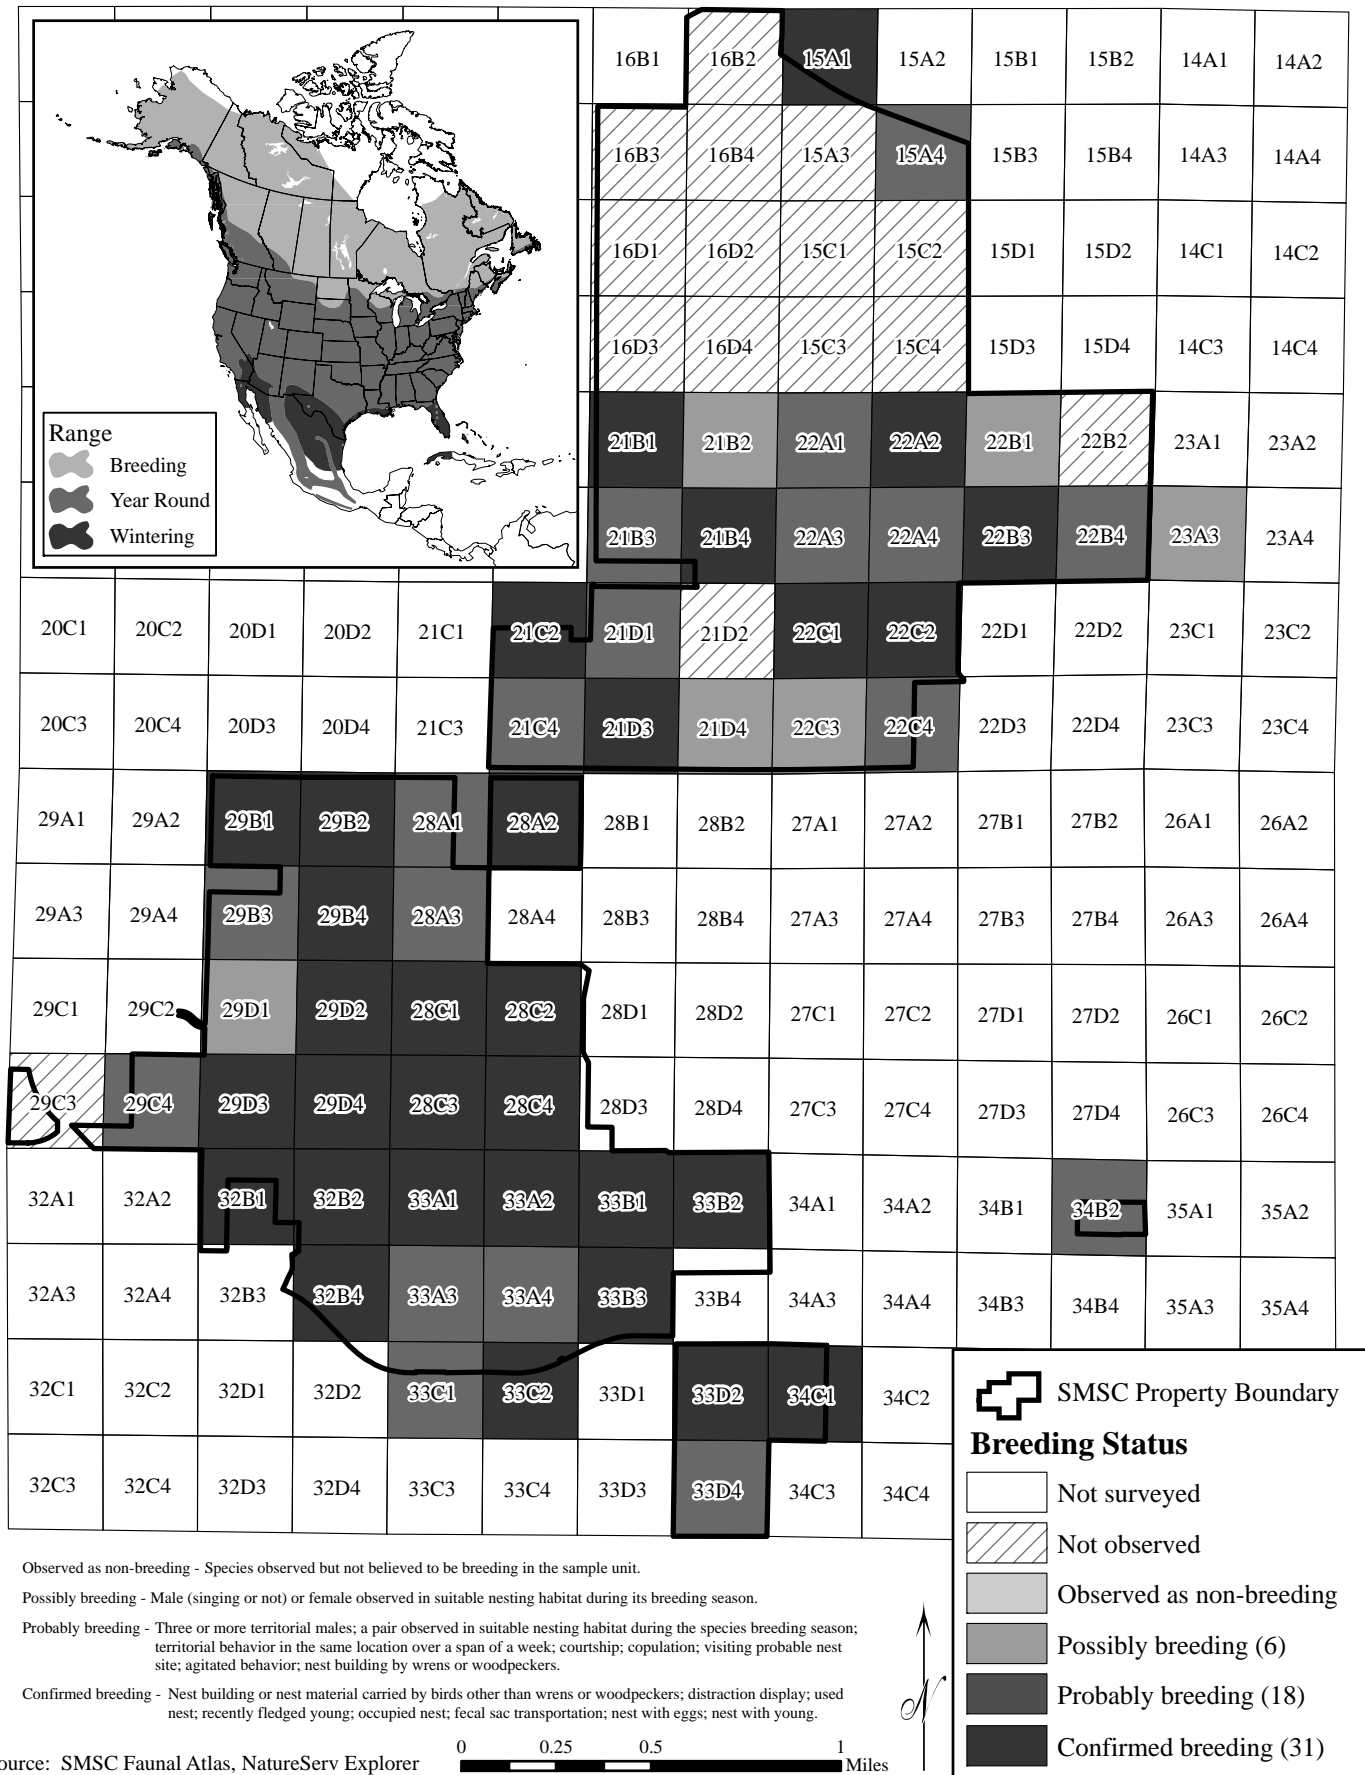 16B1 16B2 15A1 15A2 15B1 15B2 14A1 14A2
16B3 16B4 15A3 15A4 15B3 15B4 14A3 14A4
16D1 16D2 15C1 15C2 15D1 15D2 14C1 14C2
16D3 16D4 15C3 15C4 15D3 15D4 14C3 14C4
Range
Breeding
Year Round
Wintering
21B1 21B2 22A1 22A2 22B1 22B2 23A1 23A2
21B3 21B4 22A3 22A4 22B3 22B4 23A3 23A4
20C1 20C2 20D1 20D2 21C1 21C2 21D1 21D2 22C1 22C2 22D1 22D2 23C1 23C2
20C3 20C4 20D3 20D4 21C3 21C4 21D3 21D4 22C3 22C4 22D3 22D4 23C3 23C4
29A1 29A2 29B1 29B2 28A1 28A2 28B1 28B2 27A1 27A2 27B1 27B2 26A1 26A2
29A3 29A4 29B3 29B4 28A3 28A4 28B3 28B4 27A3 27A4 27B3 27B4 26A3 26A4
29C1 29C2 29D1 29D2 28C1 28C2 28D1 28D2 27C1 27C2 27D1 27D2 26C1 26C2
29C3 29C4 29D3 29D4 28C3 28C4 28D3 28D4 27C3 27C4 27D3 27D4 26C3 26C4
32A1 32A2 32B1 32B2 33A1 33A2 33B1 33B2 34A1 34A2 34B1 34B2 35A1 35A2
32A3 32A4 32B3 32B4 33A3 33A4 33B3 33B4 34A3 34A4 34B3 34B4 35A3 35A4
32C1 32C2 32D1 32D2 33C1 33C2 33D1 33D2 34C1 34C2
32C3 32C4 32D3 32D4 33C3 33C4 33D3 33D4 34C3 34C4
SMSC Property Boundary
Breeding Status
Not surveyed
Not observed
Observed as non-breeding
Possibly breeding (6)
Probably breeding (18)
Confirmed breeding (31)
Observed as non-breeding - Species observed but not believed to be breeding in the sample unit.
Possibly breeding - Male (singing or not) or female observed in suitable nesting habitat during its breeding season.
Probably breeding - Three or more territorial males; a pair observed in suitable nesting habitat during the species breeding season;
territorial behavior in the same location over a span of a week; courtship; copulation; visiting probable nest
site; agitated behavior; nest building by wrens or woodpeckers.
Confirmed breeding - Nest building or nest material carried by birds other than wrens or woodpeckers; distraction display; used
nest; recently fledged young; occupied nest; fecal sac transportation; nest with eggs; nest with young.
N
ource: SMSC Faunal Atlas, NatureServ Explorer
0 0.25 0.5 1
Miles